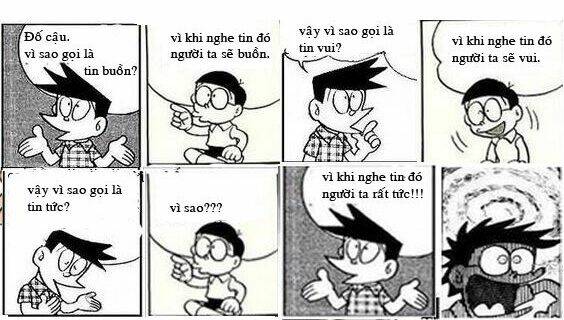 Đố cậu.
vì sao gọi là
tin buồn?
vì khi nghe tin đó
người ta sẽ buồn.
vậy vì sao gọi là
tin vui?
vì khi nghe tin đó
người ta sẽ vui.
vậy vì sao gọi là
tin tức?
vì sao???
vì khi nghe tin đó
người ta rất tức!!!